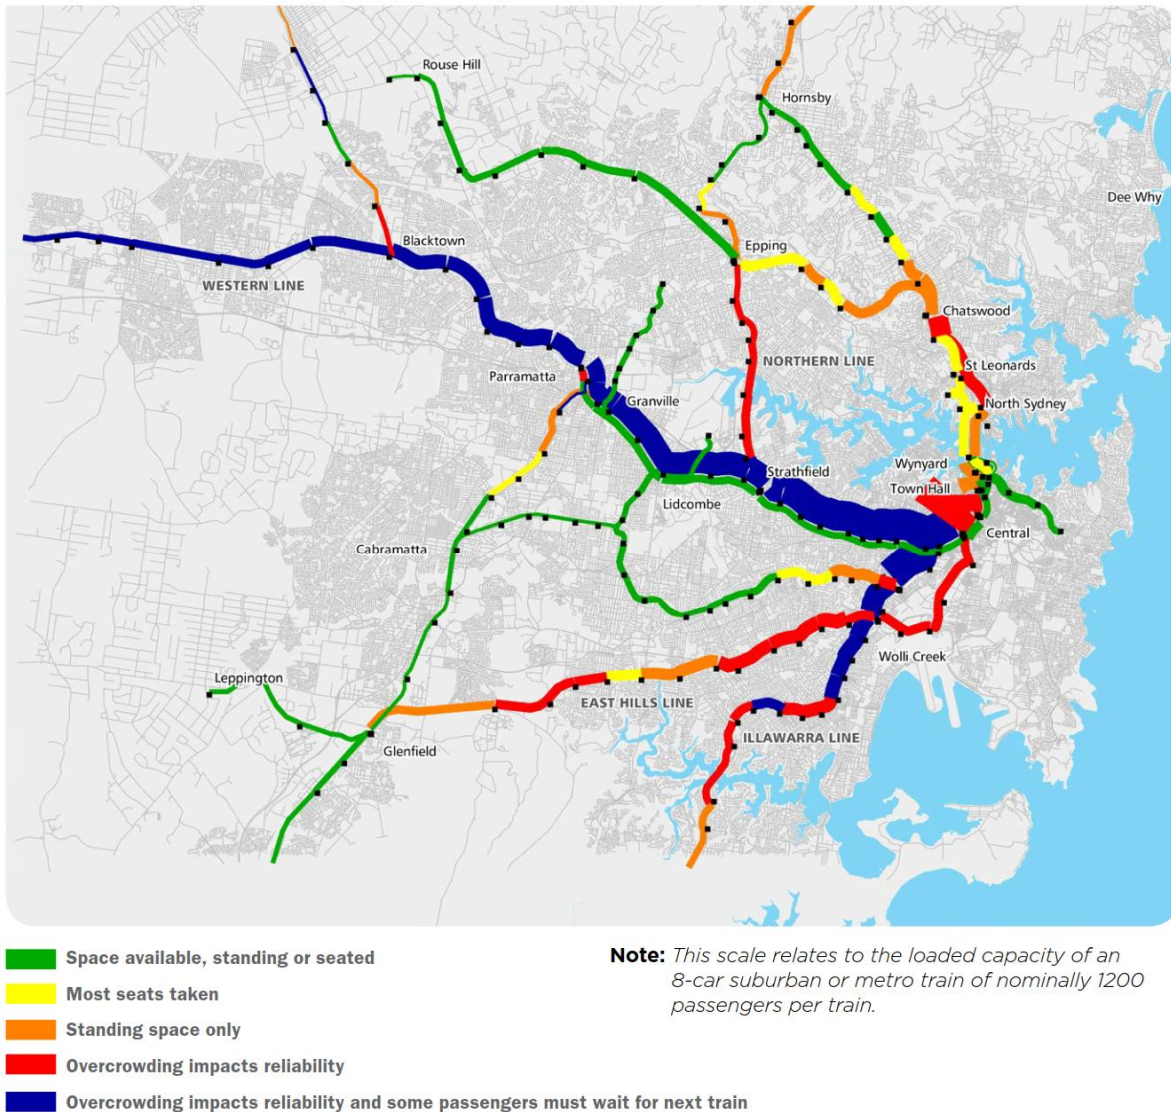 Rouse Hill
Hornsby
Dee Why
Blacktown
Epping
WESTERN LINE
Chatswood
NORTHERN LINE
St Leonards
Parramatta
Granville
North Sydney
Wynyard
Strathfield
Town Hall
Lidcombe
Central
Cabramatta
Wolli Creek
Leppington
EAST HILLS LINE
ILLAWARRA LINE
Glenfield
Space available, standing or seated
Most seats taken
Standing space only
Overcrowding impacts reliability
Overcrowding impacts reliability and some passengers must wait for next train
Note: This scale relates to the loaded capacity of an
8-car suburban or metro train of nominally 1200
passengers per train.